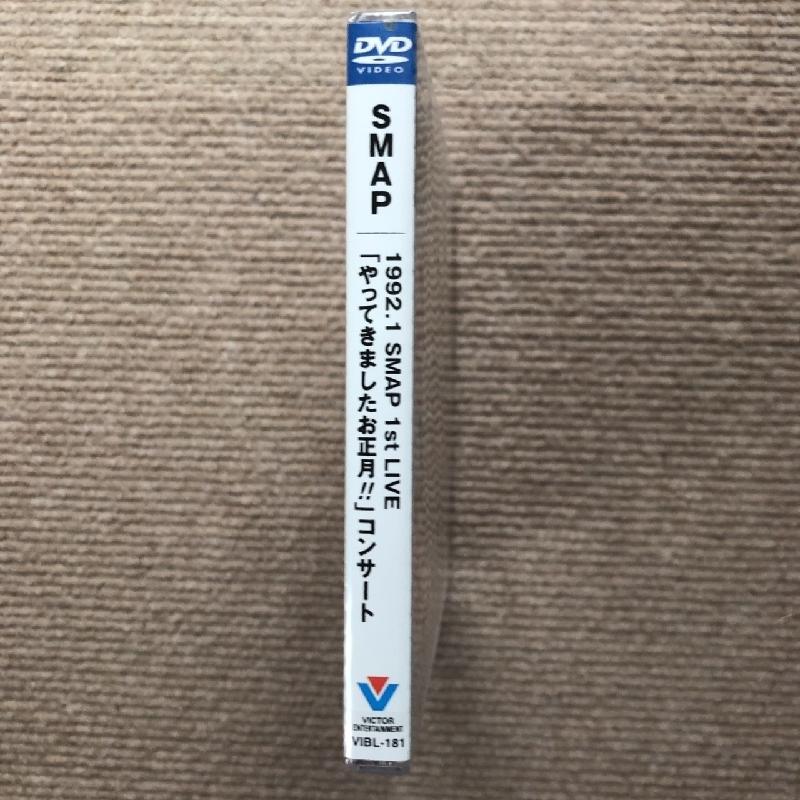 DVD
VIDEO
SMAP
1992.1 SMAP 1st LIVE
「やってきましたお正月!!」コンサート
VICTOR
ENTERTAINMENT
VIBL-181